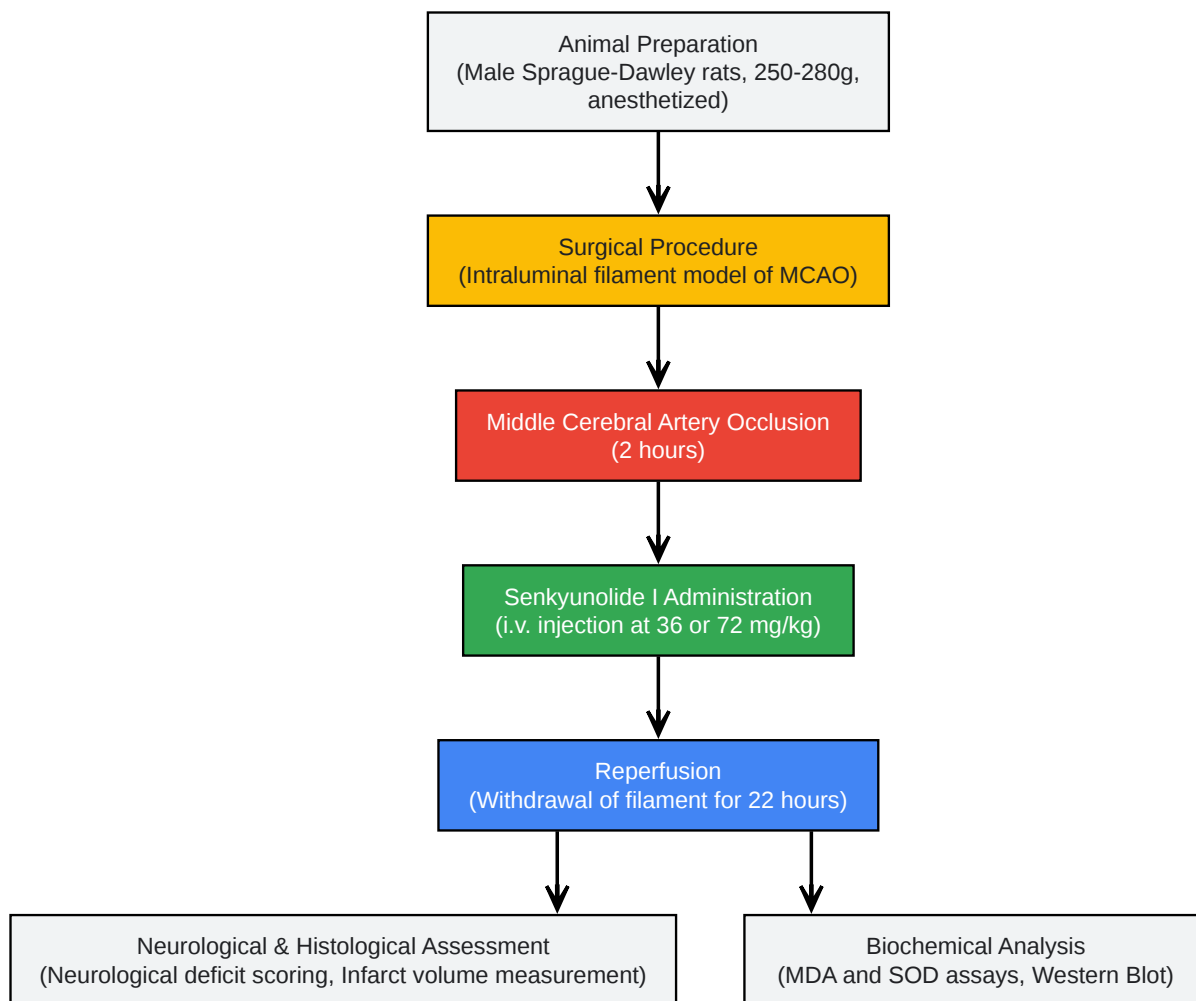 Animal Preparation
(Male Sprague-Dawley rats, 250-280g,
anesthetized)
Surgical Procedure
(Intraluminal filament model of MCAO)
Middle Cerebral Artery Occlusion
(2 hours)
Senkyunolide I Administration
(i.v. injection at 36 or 72 mg/kg)
Reperfusion
(Withdrawal of filament for 22 hours)
Neurological & Histological Assessment
(Neurological deficit scoring, Infarct volume measurement)
Biochemical Analysis
(MDA and SOD assays, Western Blot)